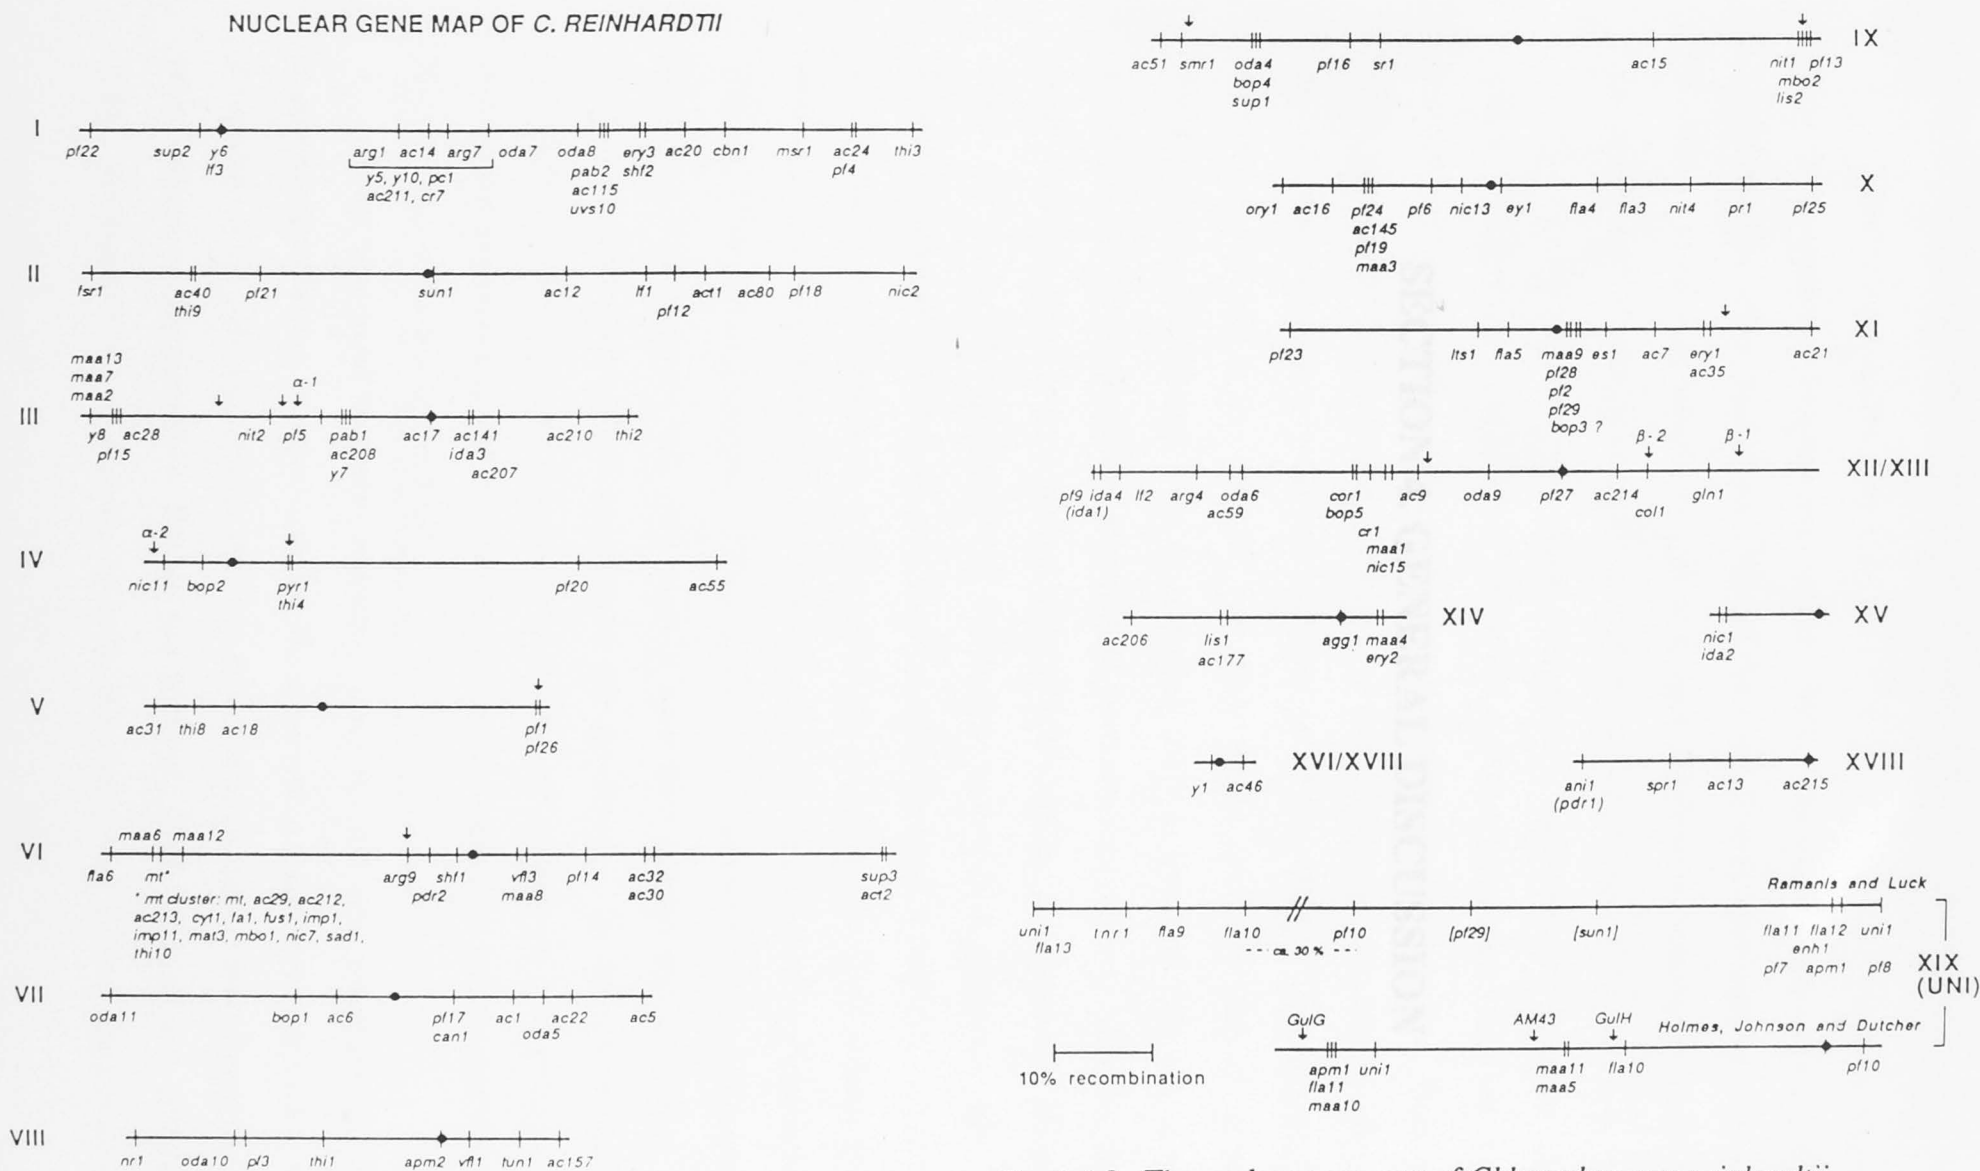 NUCLEAR GENE MAP OF C. REINHARDTII
I
pf22 sup2 y6 arg1 ac14 arg7 oda7 oda8 ery3 ac20 cbn1 msr1 ac24 thi3
lf3 y5, y10, pc1 pab2 shf2 pf4
ac211, cr7 ac115
uvs10
II
fsr1 ac40 pf21 sun1 ac12 lf1 act1 ac80 pf18 nic2
thi9 pf12
maa13
maa7 α-1
maa2
III
y8 ac28 nit2 pf5 pab1 ac17 ac141 ac210 thi2
pf15 ac208 ida3
y7 ac207
α-2
IV
nic11 bop2 pyr1 pf20 ac55
thi4
V
ac31 thi8 ac18 pf1
pf26
maa6 maa12
VI
fla6 mt* arg9 shf1 vfl3 pf14 ac32 sup3
pdr2 maa8 ac30 act2
* mt cluster: mt, ac29, ac212,
ac213, cyt1, fa1, fus1, imp1,
imp11, mat3, mbo1, nic7, sad1,
thi10
VII
oda11 bop1 ac6 pf17 ac1 ac22 ac5
can1 oda5
VIII
nr1 oda10 pf3 thi1 apm2 vfl1 tun1 ac157
IX
ac51 smr1 oda4 pf16 sr1 ac15 nit1 pf13
bop4 mbo2
sup1 lis2
X
ory1 ac16 pf24 pf6 nic13 ey1 fla4 fla3 nit4 pr1 pf25
ac145
pf19
maa3
XI
pf23 lts1 fla5 maa9 es1 ac7 ery1 ac21
pf28 ac35
pf2
pf29
bop3 ?
β-2 β-1
XII/XIII
pf9 ida4 lf2 arg4 oda6 cor1 ac9 oda9 pf27 ac214 gln1
(ida1) ac59 bop5 col1
cr1
maa1
nic15
XIV
ac206 lis1 agg1 maa4
ac177 ery2
XV
nic1
ida2
XVI/XVIII
y1 ac46
XVIII
ani1 spr1 ac13 ac215
(pdr1)
Ramanis and Luck
uni1 tnr1 fla9 fla10 pf10 [pf29] [sun1] fla11 fla12 uni1
fla13 -- ca. 30 % -- enh1
pf7 apm1 pf8
XIX
(UNI)
GulG AM43 GulH Holmes, Johnson and Dutcher
apm1 uni1 maa11 fla10 pf10
fla11 maa5
maa10
10% recombination